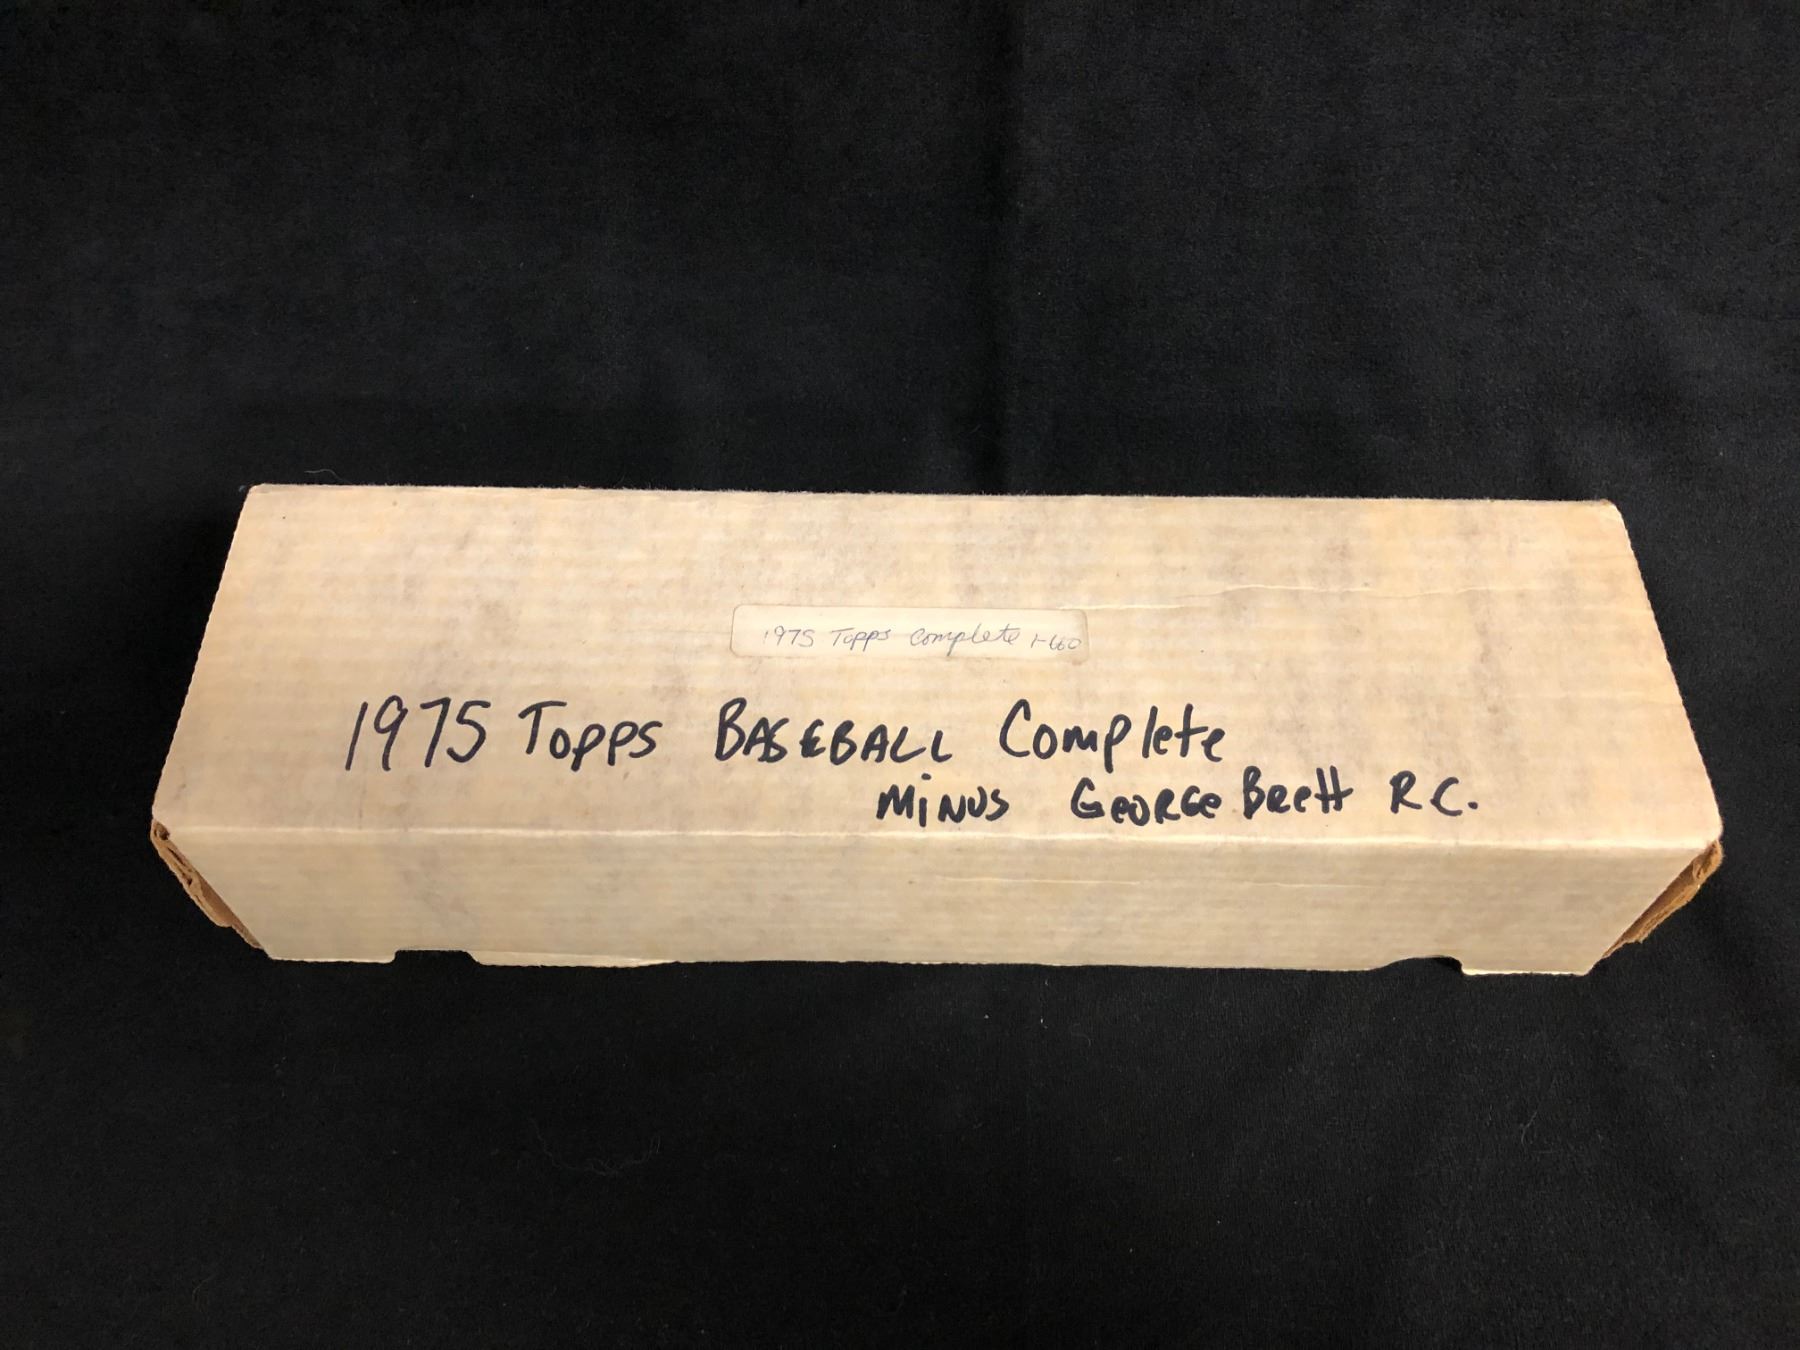 1975 Topps Complete 1-660
1975 Topps BASEBALL Complete
MINUS GEORGE Brett R.C.